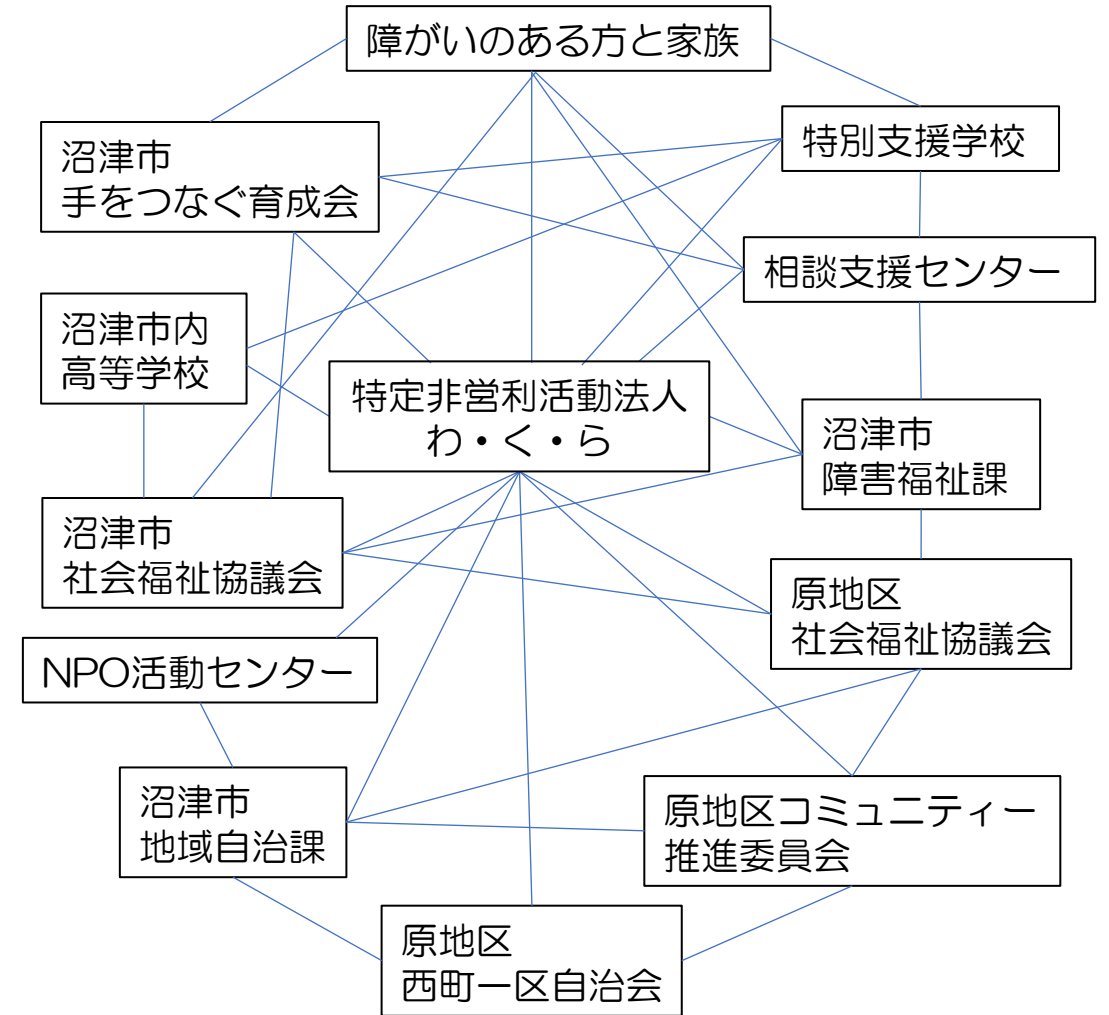 障がいのある方と家族
特別支援学校
沼津市
手をつなぐ育成会
相談支援センター
沼津市内
高等学校
特定非営利活動法人
わ・く・ら
沼津市
障害福祉課
沼津市
社会福祉協議会
原地区
社会福祉協議会
NPO活動センター
沼津市
地域自治課
原地区コミュニティー
推進委員会
原地区
西町一区自治会